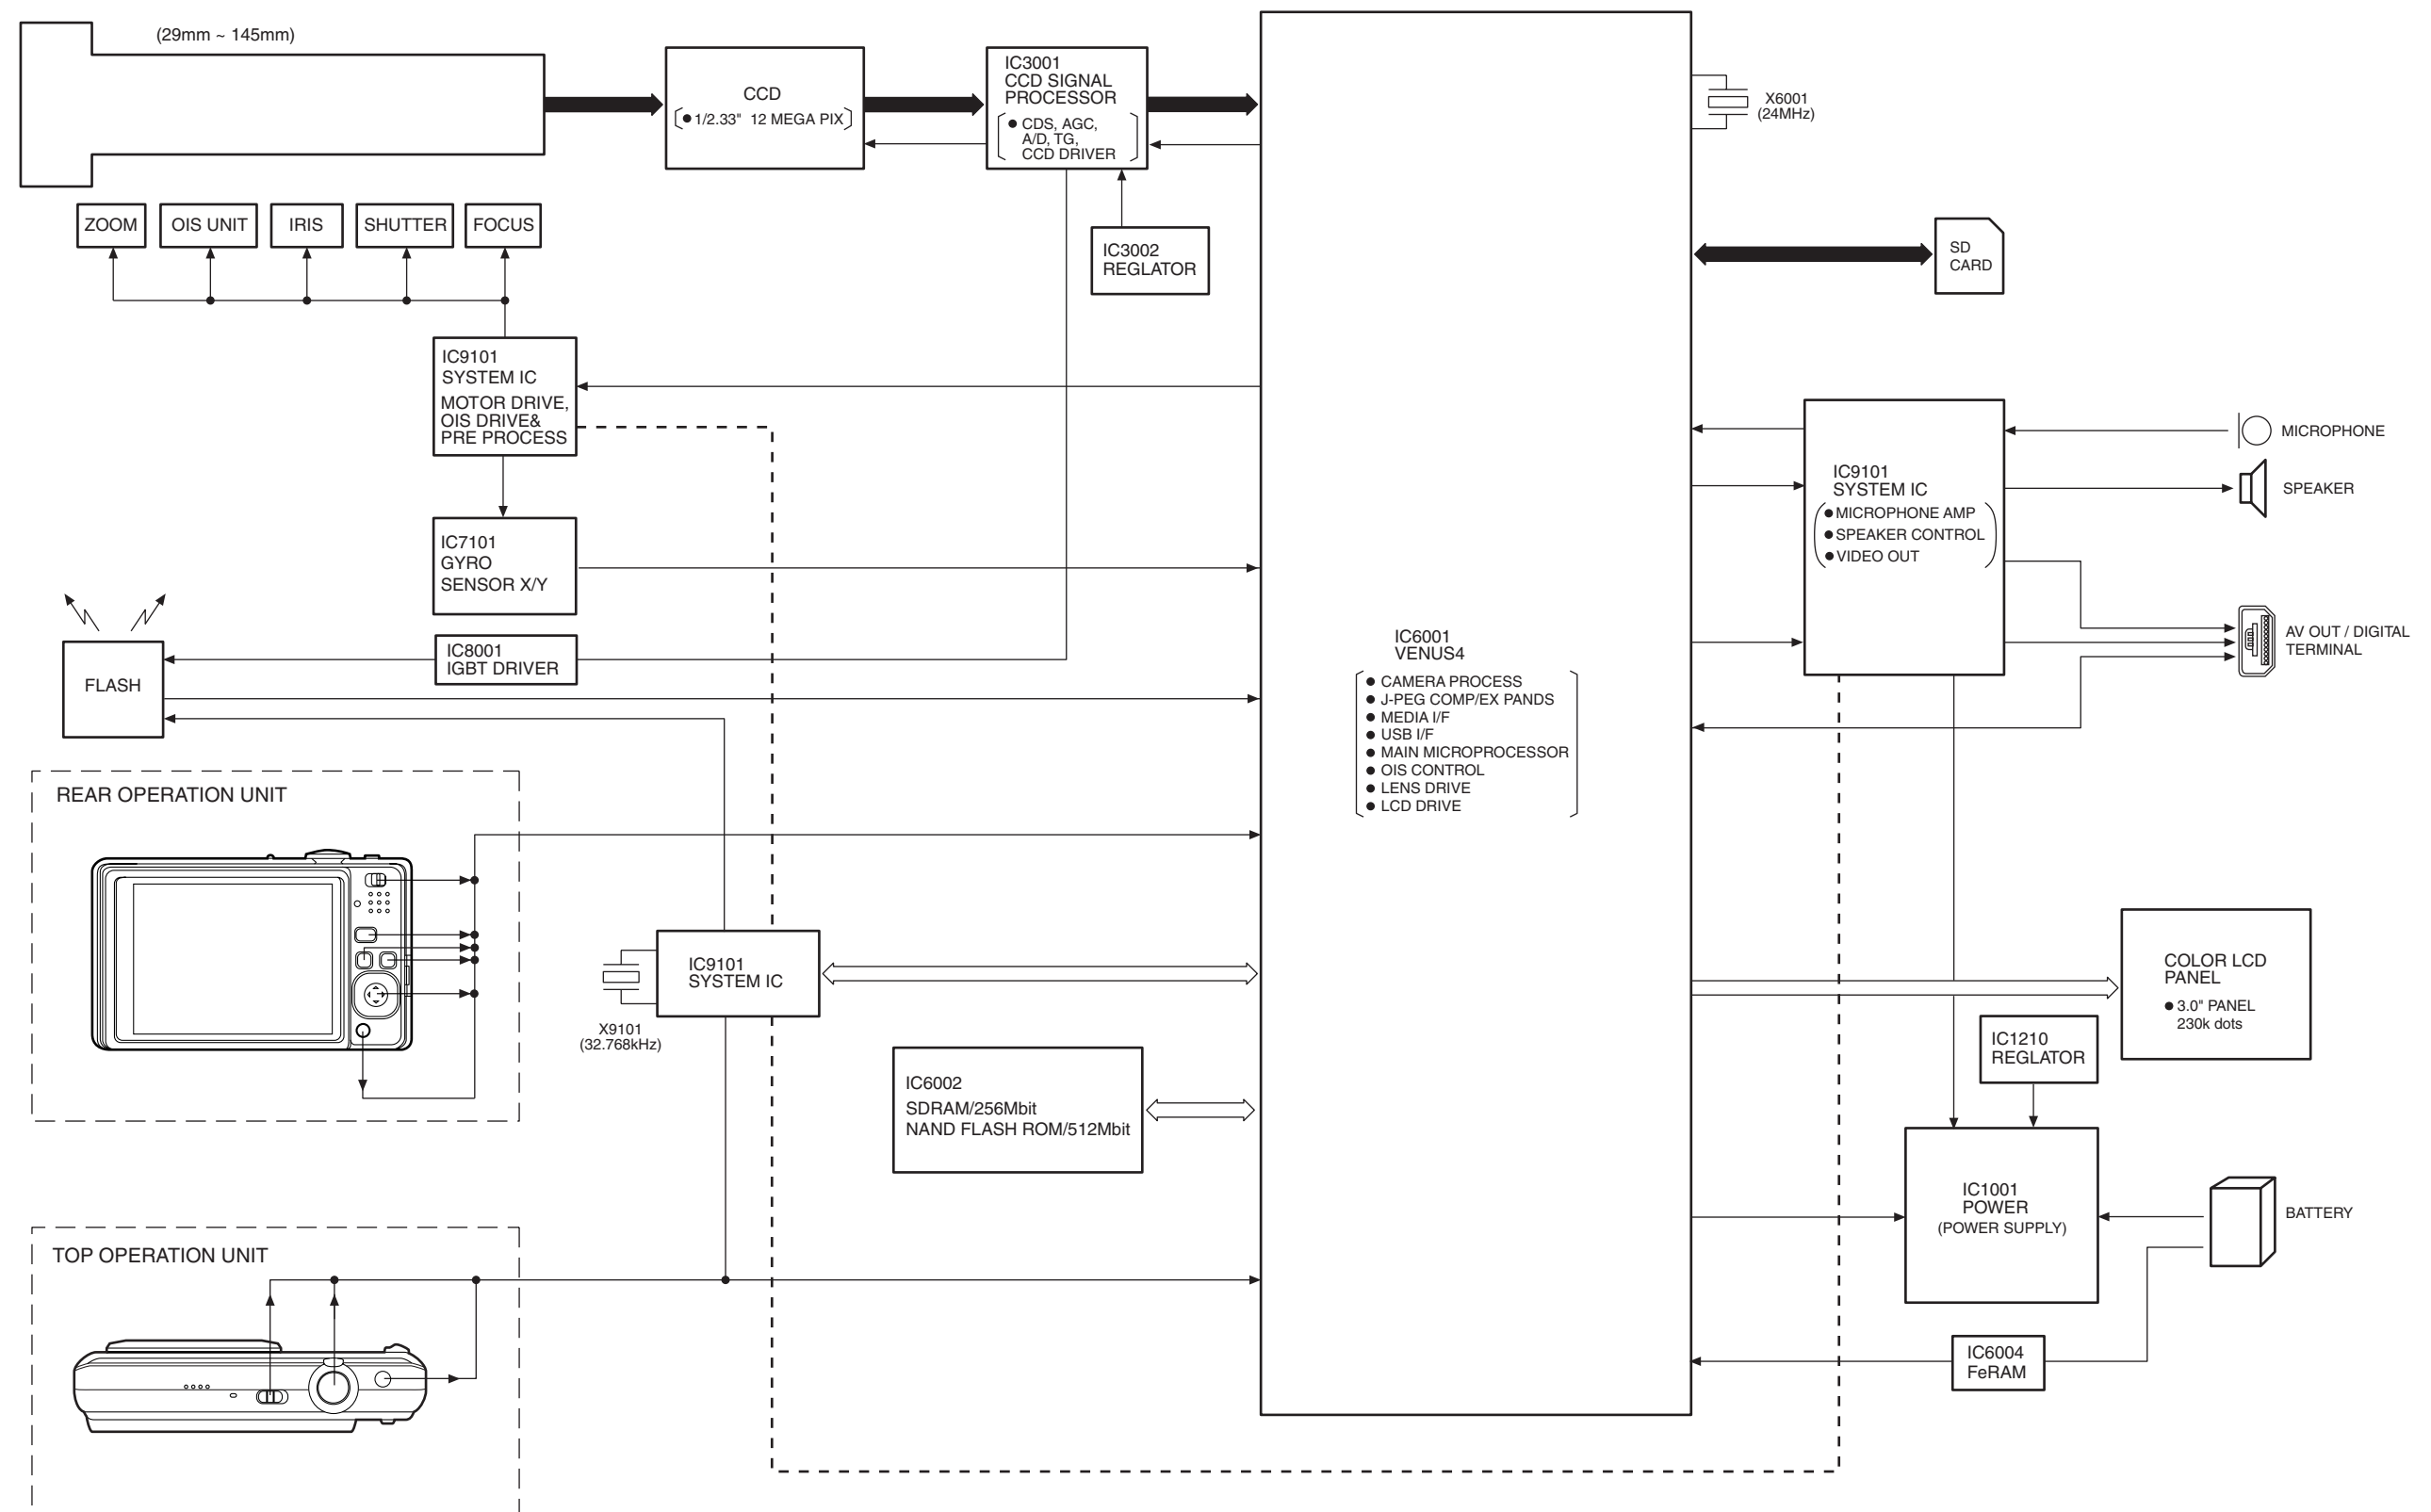 (29mm ~ 145mm)
CCD
● 1/2.33" 12 MEGA PIX
IC3001
CCD SIGNAL
PROCESSOR
● CDS, AGC,
A/D, TG,
CCD DRIVER
X6001
(24MHz)
ZOOM
OIS UNIT
IRIS
SHUTTER
FOCUS
IC3002
REGLATOR
SD
CARD
IC9101
SYSTEM IC
MOTOR DRIVE,
OIS DRIVE&
PRE PROCESS
IC9101
SYSTEM IC
● MICROPHONE AMP
● SPEAKER CONTROL
● VIDEO OUT
MICROPHONE
SPEAKER
IC7101
GYRO
SENSOR X/Y
IC8001
IGBT DRIVER
FLASH
IC6001
VENUS4
● CAMERA PROCESS
● J-PEG COMP/EX PANDS
● MEDIA I/F
● USB I/F
● MAIN MICROPROCESSOR
● OIS CONTROL
● LENS DRIVE
● LCD DRIVE
AV OUT / DIGITAL
TERMINAL
REAR OPERATION UNIT
IC9101
SYSTEM IC
X9101
(32.768kHz)
COLOR LCD
PANEL
● 3.0" PANEL
230k dots
IC1210
REGLATOR
IC6002
SDRAM/256Mbit
NAND FLASH ROM/512Mbit
IC1001
POWER
(POWER SUPPLY)
BATTERY
TOP OPERATION UNIT
IC6004
FeRAM